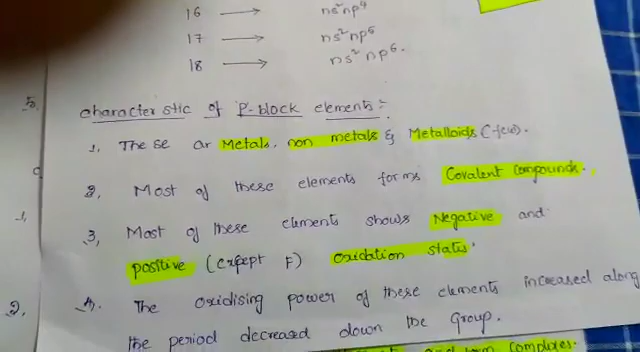 16 → ns²np⁴
17 → ns² np⁵
18 → ns² np⁶.
5.
characteristic of P-block elements:-
1, These ar Metals, non metals & Metalloids (-few).
2, Most of these elements forms Covalent Compounds.
3, Most of these elements shows Negative and
positive (except F) Oxidation states.
4. The oxidising power of these elements increased along
the period decreased down the Group.
complexes.